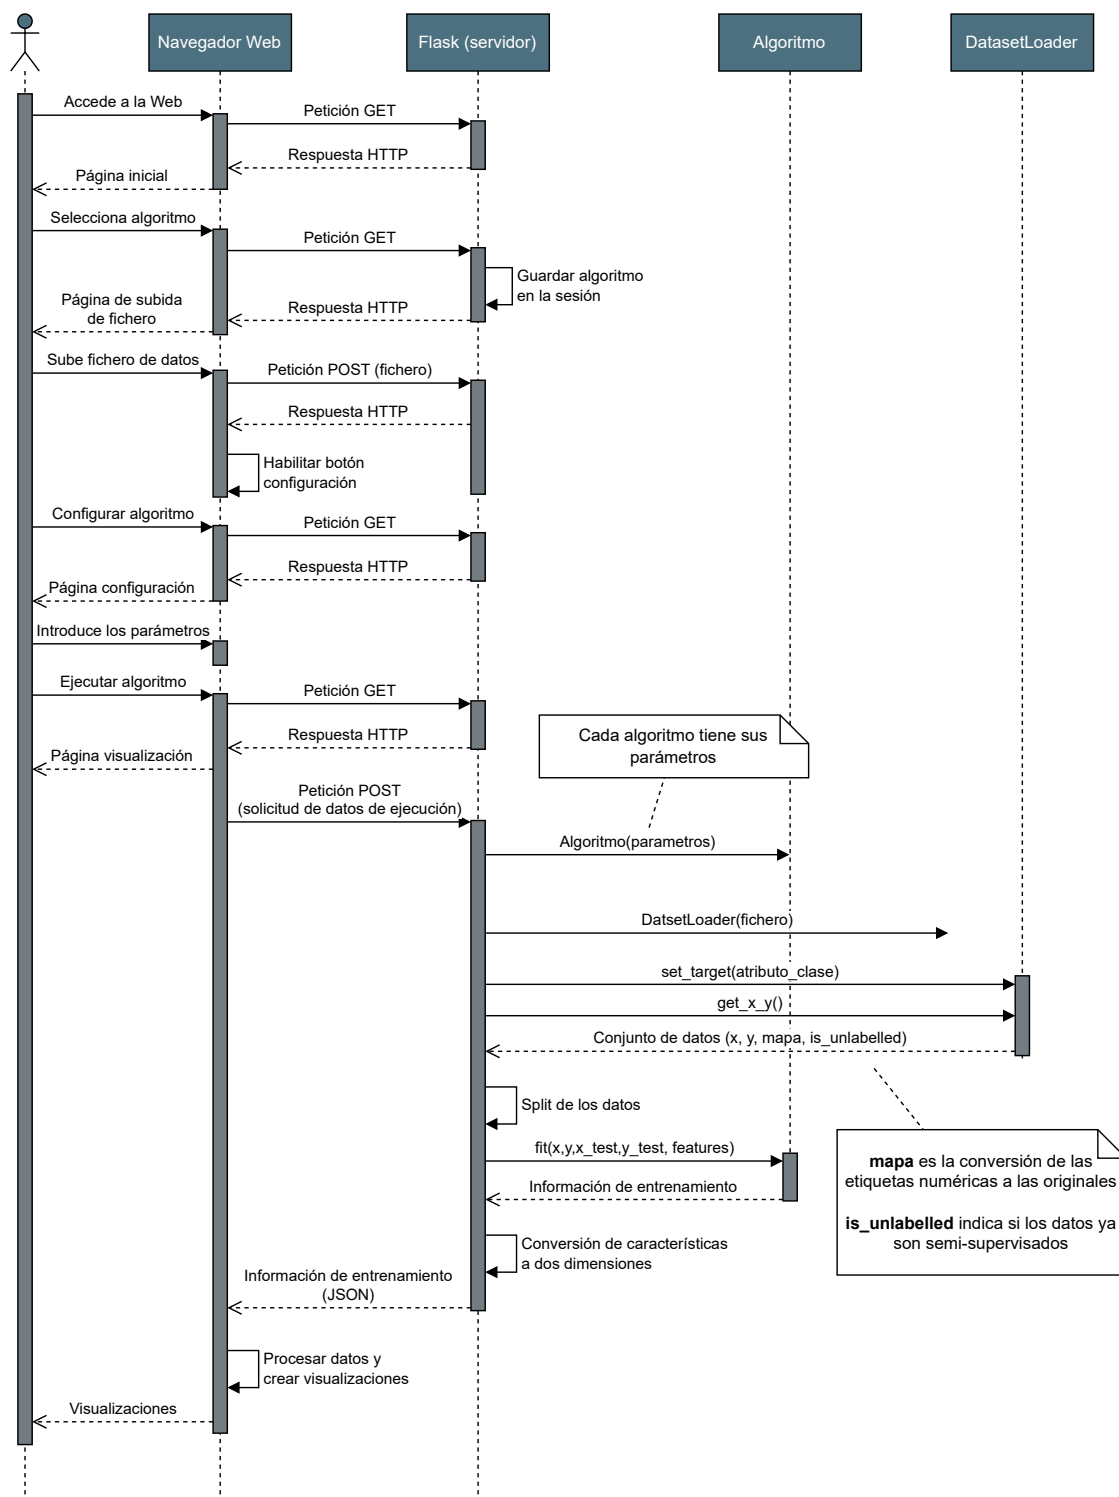 Navegador Web
Flask (servidor)
Algoritmo
DatasetLoader
Accede a la Web
Petición GET
Respuesta HTTP
Página inicial
Selecciona algoritmo
Petición GET
Guardar algoritmo
en la sesión
Respuesta HTTP
Página de subida
de fichero
Sube fichero de datos
Petición POST (fichero)
Respuesta HTTP
Habilitar botón
configuración
Configurar algoritmo
Petición GET
Respuesta HTTP
Página configuración
Introduce los parámetros
Ejecutar algoritmo
Petición GET
Respuesta HTTP
Página visualización
Cada algoritmo tiene sus
parámetros
Petición POST
(solicitud de datos de ejecución)
Algoritmo(parametros)
DatsetLoader(fichero)
set_target(atributo_clase)
get_x_y()
Conjunto de datos (x, y, mapa, is_unlabelled)
Split de los datos
fit(x,y,x_test,y_test, features)
Información de entrenamiento
mapa es la conversión de las
etiquetas numéricas a las originales
is_unlabelled indica si los datos ya
son semi-supervisados
Conversión de características
a dos dimensiones
Información de entrenamiento
(JSON)
Procesar datos y
crear visualizaciones
Visualizaciones